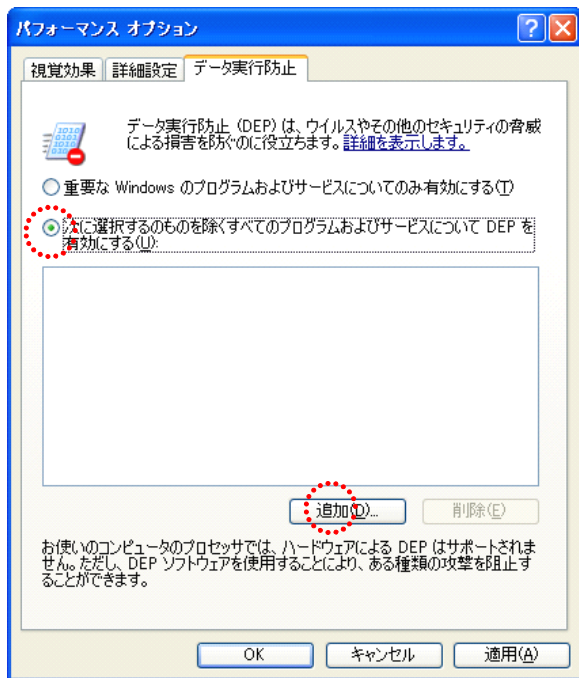 パフォーマンス オプション
視覚効果 詳細設定 データ実行防止
データ実行防止 (DEP) は、ウイルスやその他のセキュリティの脅威
による損害を防ぐのに役立ちます。詳細を表示します。
重要な Windows のプログラムおよびサービスについてのみ有効にする(T)
次に選択するのものを除くすべてのプログラムおよびサービスについて DEP を
有効にする(U):
追加(D)... 削除(E)
お使いのコンピュータのプロセッサでは、ハードウェアによる DEP はサポートされま
せん。ただし、DEP ソフトウェアを使用することにより、ある種類の攻撃を阻止す
ることができます。
OK キャンセル 適用(A)